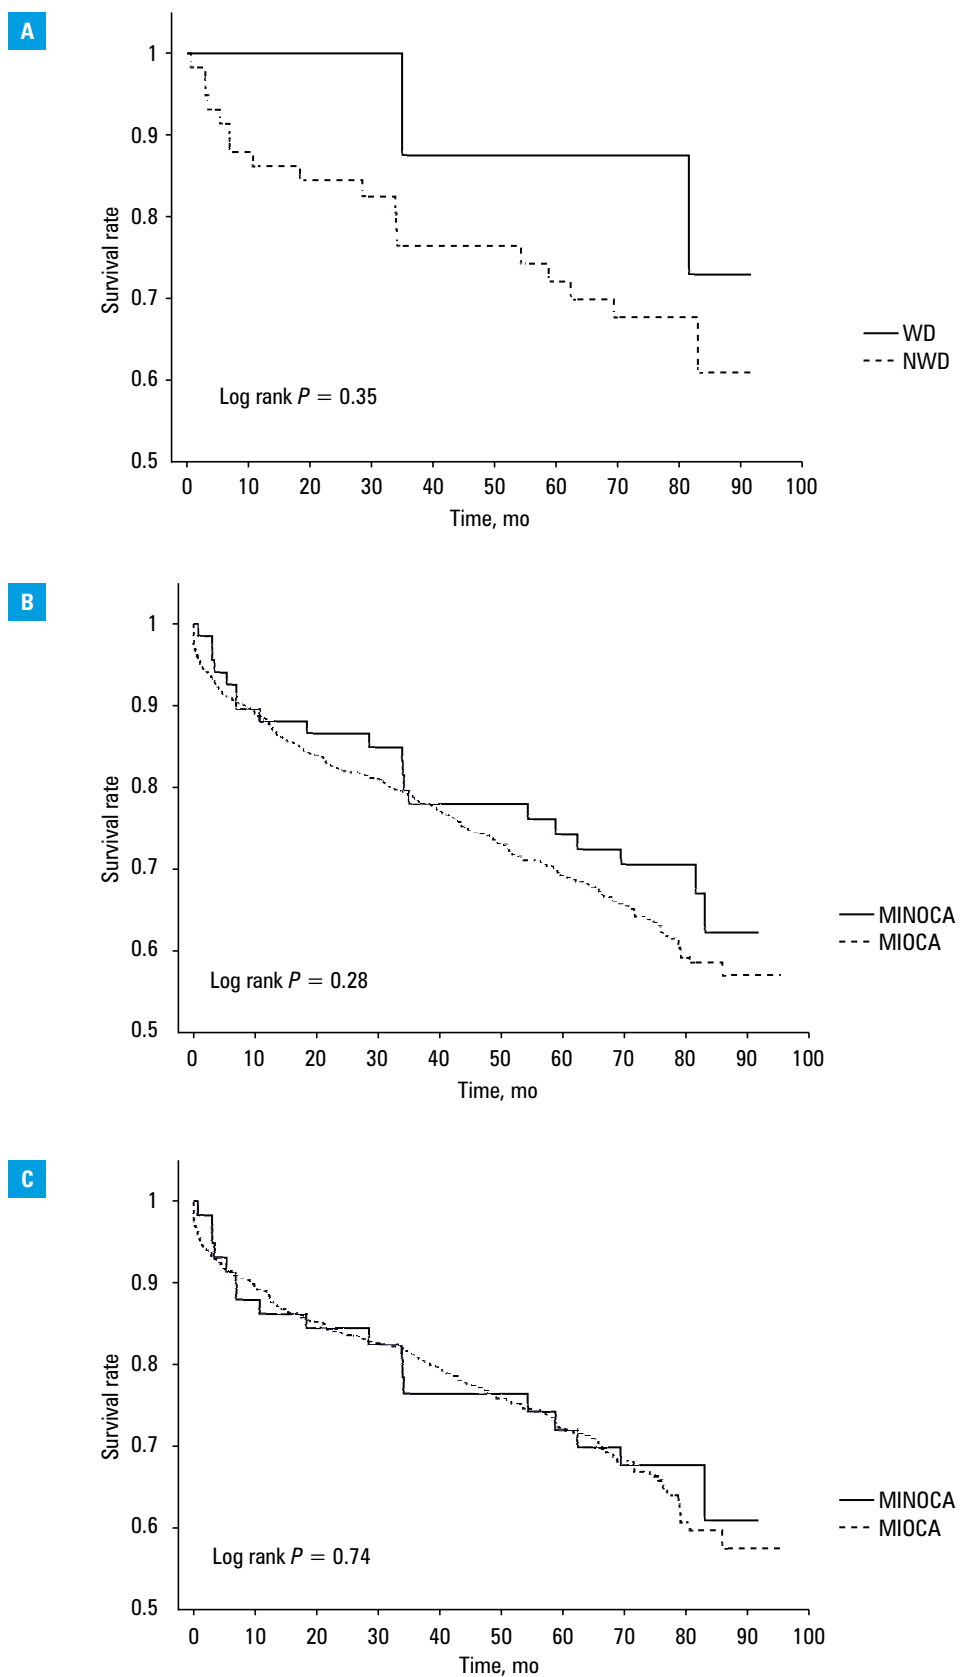 A
1
0.9
0.8
0.7
0.6
0.5
Survival rate
WD
NWD
Log rank P = 0.35
0 10 20 30 40 50 60 70 80 90 100
Time, mo
B
1
0.9
0.8
0.7
0.6
0.5
Survival rate
MINOCA
MIOCA
Log rank P = 0.28
0 10 20 30 40 50 60 70 80 90 100
Time, mo
C
1
0.9
0.8
0.7
0.6
0.5
Survival rate
MINOCA
MIOCA
Log rank P = 0.74
0 10 20 30 40 50 60 70 80 90 100
Time, mo